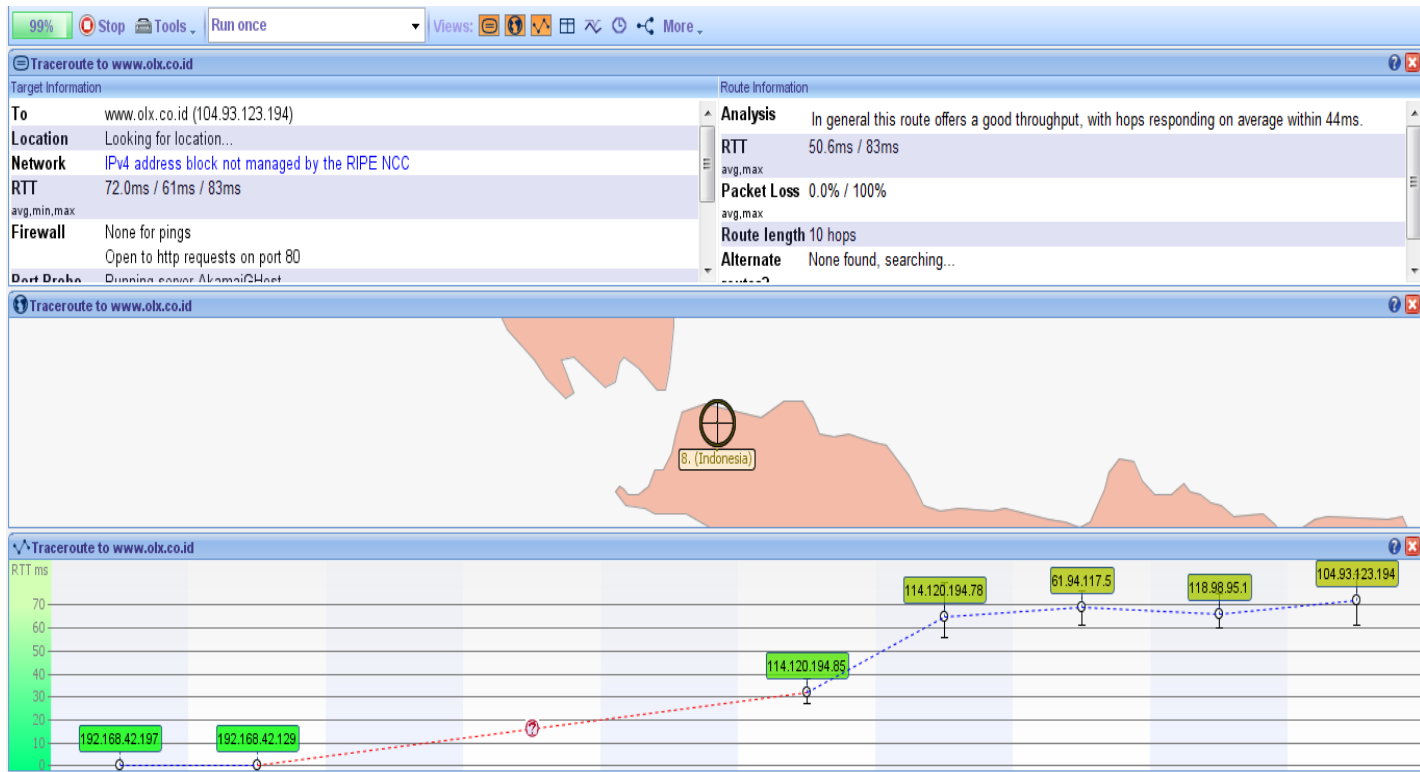 99% Stop Tools Run once Views: More
Traceroute to www.olx.co.id
Target Information
To www.olx.co.id (104.93.123.194)
Location Looking for location...
Network IPv4 address block not managed by the RIPE NCC
RTT 72.0ms / 61ms / 83ms
avg,min,max
Firewall None for pings
Open to http requests on port 80
Port Probe Running server AkamaiGHost
Route Information
Analysis In general this route offers a good throughput, with hops responding on average within 44ms.
RTT 50.6ms / 83ms
avg,max
Packet Loss 0.0% / 100%
avg,max
Route length 10 hops
Alternate None found, searching...
routes?
Traceroute to www.olx.co.id
8. (Indonesia)
Traceroute to www.olx.co.id
RTT ms
70
60
50
40
30
20
10
0
192.168.42.197
192.168.42.129
?
114.120.194.85
114.120.194.78
61.94.117.5
118.98.95.1
104.93.123.194